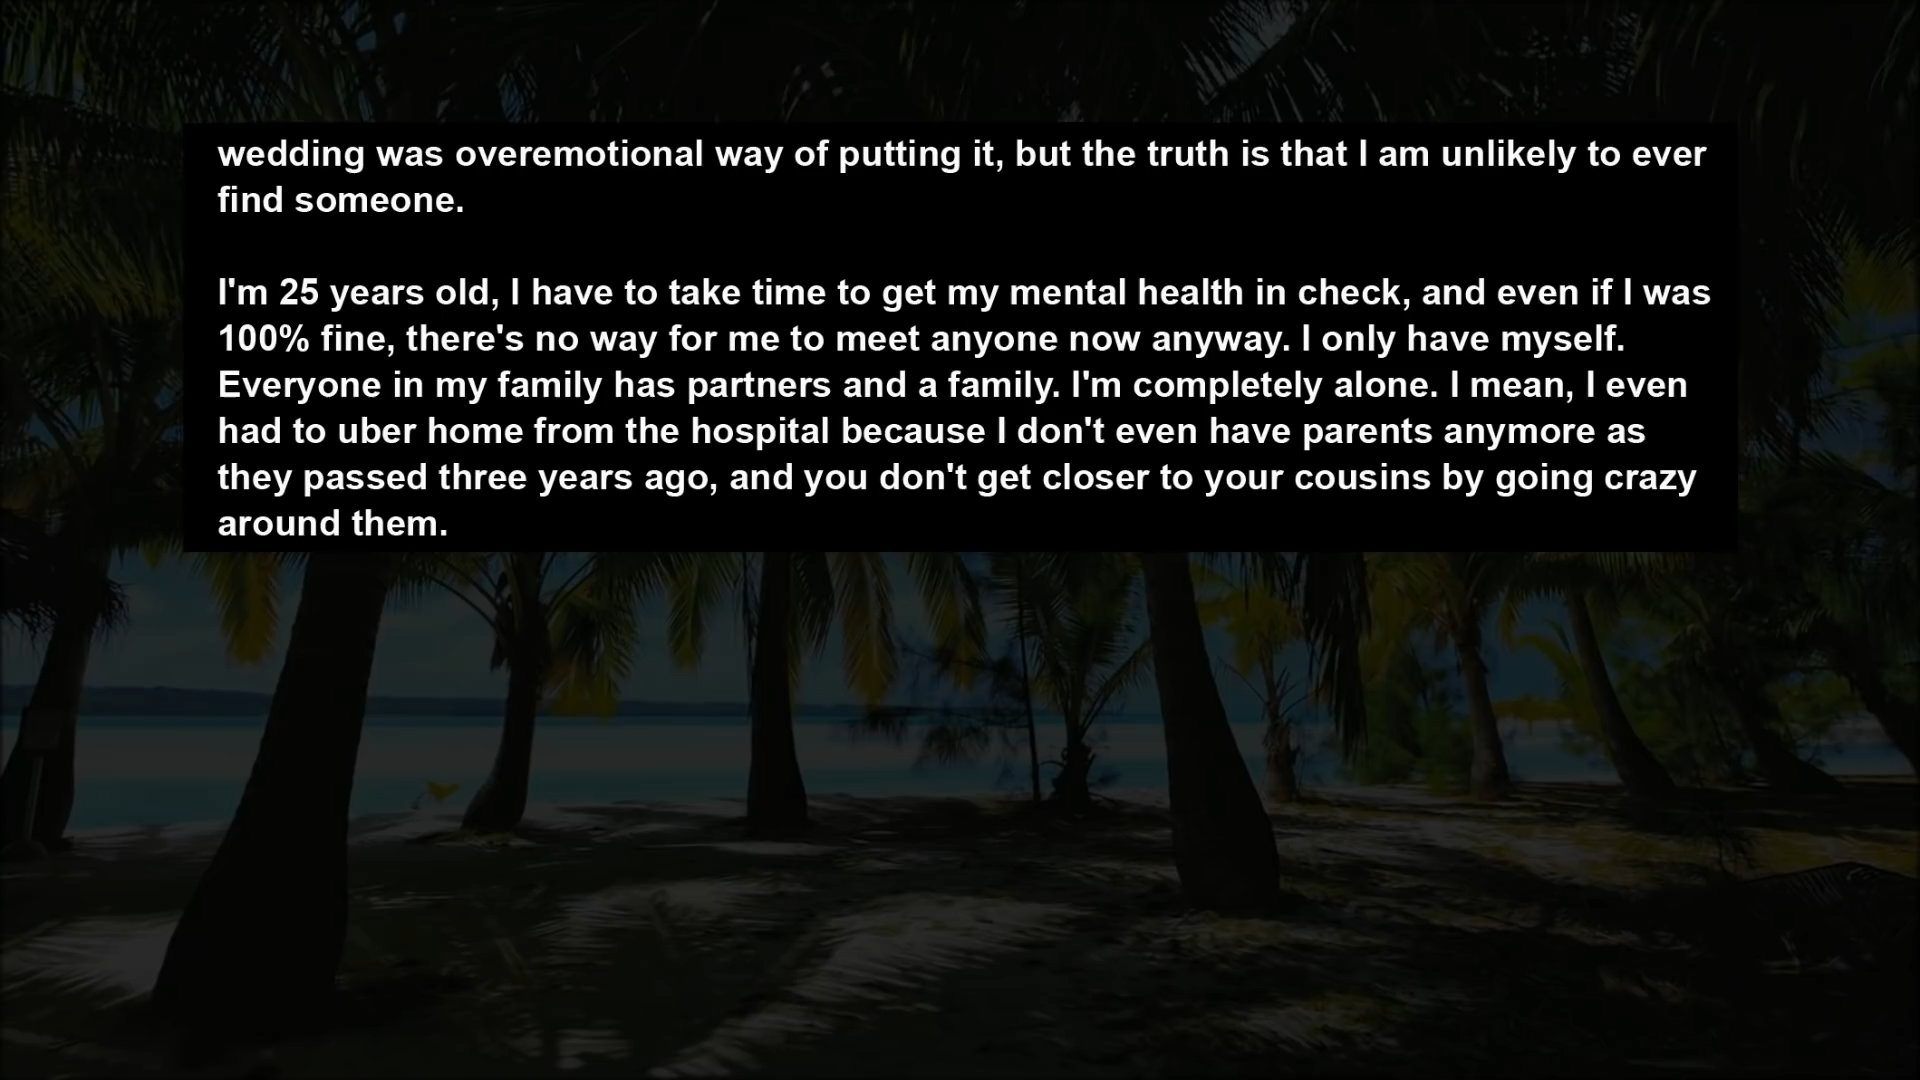 wedding was overemotional way of putting it, but the truth is that I am unlikely to ever
find someone.
I'm 25 years old, I have to take time to get my mental health in check, and even if I was
100% fine, there's no way for me to meet anyone now anyway. I only have myself.
Everyone in my family has partners and a family. I'm completely alone. I mean, I even
had to uber home from the hospital because I don't even have parents anymore as
they passed three years ago, and you don't get closer to your cousins by going crazy
around them.